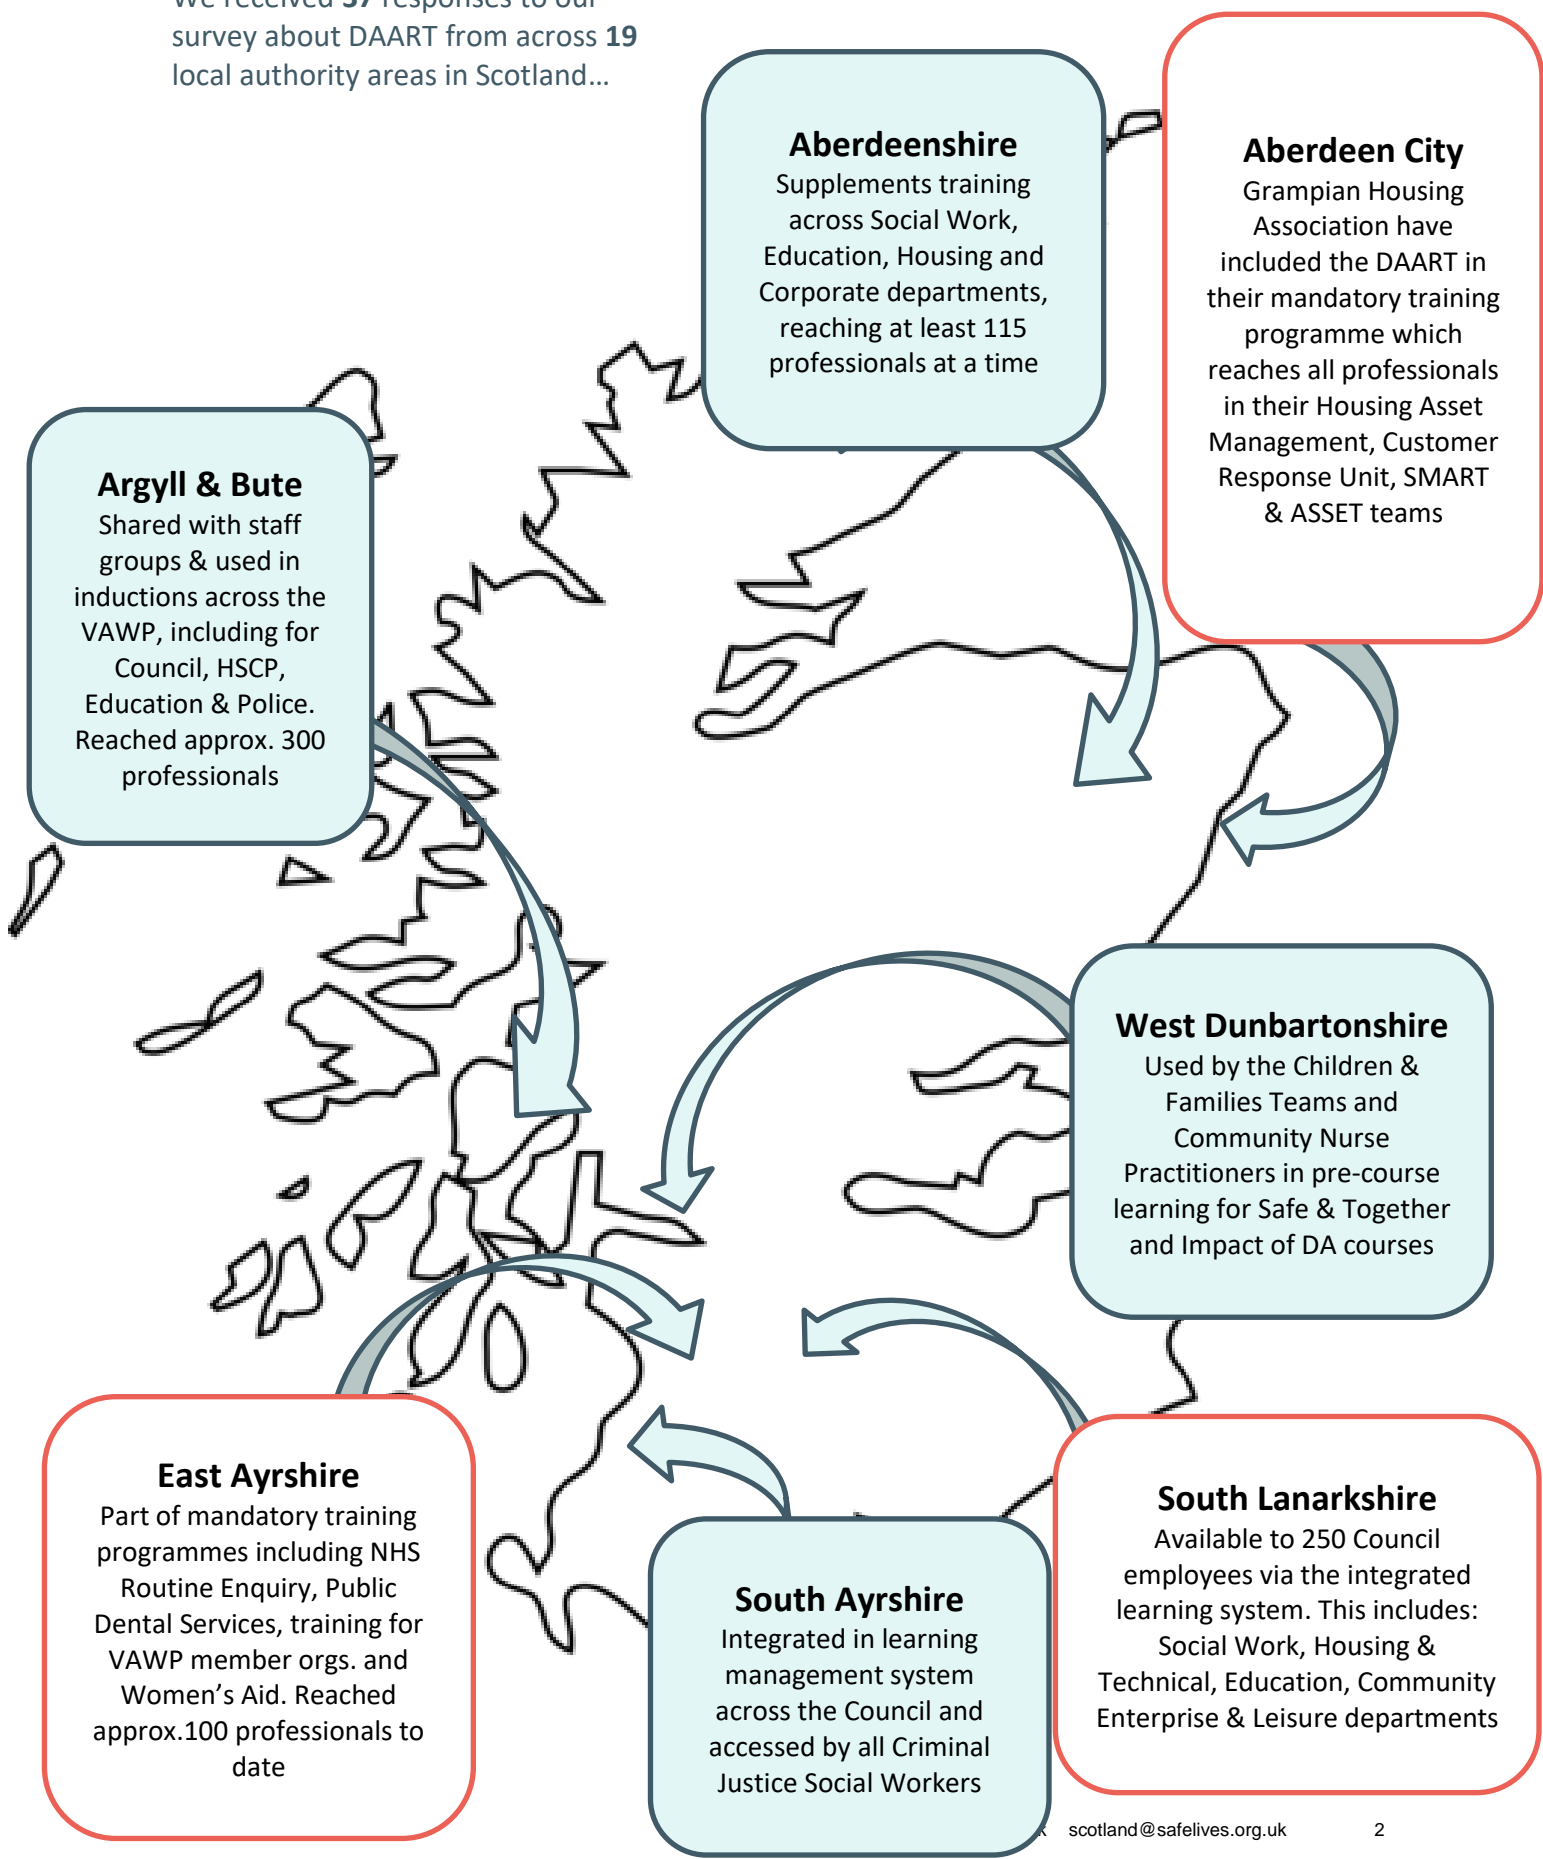 We received 37 responses to our
survey about DAART from across 19
local authority areas in Scotland…
Aberdeenshire
Supplements training
across Social Work,
Education, Housing and
Corporate departments,
reaching at least 115
professionals at a time
Aberdeen City
Grampian Housing
Association have
included the DAART in
their mandatory training
programme which
reaches all professionals
in their Housing Asset
Management, Customer
Response Unit, SMART
& ASSET teams
Argyll & Bute
Shared with staff
groups & used in
inductions across the
VAWP, including for
Council, HSCP,
Education & Police.
Reached approx. 300
professionals
West Dunbartonshire
Used by the Children &
Families Teams and
Community Nurse
Practitioners in pre-course
learning for Safe & Together
and Impact of DA courses
East Ayrshire
Part of mandatory training
programmes including NHS
Routine Enquiry, Public
Dental Services, training for
VAWP member orgs. and
Women’s Aid. Reached
approx.100 professionals to
date
South Ayrshire
Integrated in learning
management system
across the Council and
accessed by all Criminal
Justice Social Workers
South Lanarkshire
Available to 250 Council
employees via the integrated
learning system. This includes:
Social Work, Housing &
Technical, Education, Community
Enterprise & Leisure departments
scotland@safelives.org.uk 2